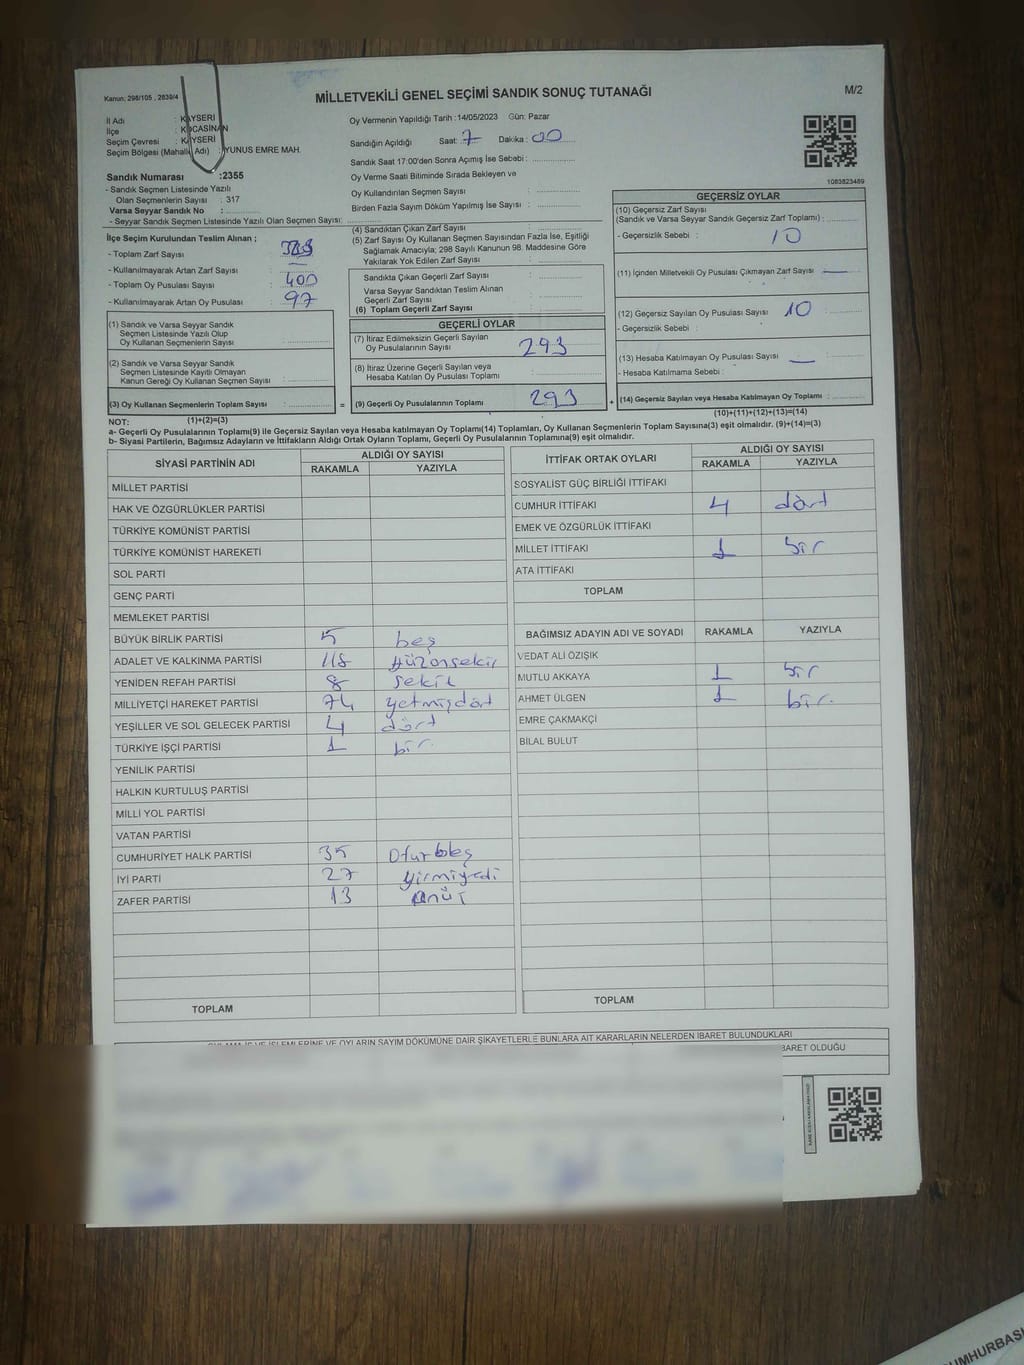 Kanun: 298/105 , 2839/4
MİLLETVEKİLİ GENEL SEÇİMİ SANDIK SONUÇ TUTANAĞI
M/2
İl Adı : KAYSERİ
İlçe : KOCASİNAN
Seçim Çevresi : KAYSERİ
Seçim Bölgesi (Mahalle Adı) : YUNUS EMRE MAH.
Sandık Numarası :2355
- Sandık Seçmen Listesinde Yazılı
Olan Seçmenlerin Sayısı : 317
Varsa Seyyar Sandık No :
- Seyyar Sandık Seçmen Listesinde Yazılı Olan Seçmen Sayısı:
Oy Vermenin Yapıldığı Tarih :14/05/2023 Gün: Pazar
Sandığın Açıldığı Saat: 7 Dakika: 00
Sandık Saat 17:00'den Sonra Açımış İse Sebebi :
Oy Verme Saati Bitiminde Sırada Bekleyen ve
Oy Kullandırılan Seçmen Sayısı :
Birden Fazla Sayım Döküm Yapılmış İse Sayısı :
1083823489
İlçe Seçim Kurulundan Teslim Alınan ;
- Toplam Zarf Sayısı :
- Kullanılmayarak Artan Zarf Sayısı : —
- Toplam Oy Pusulası : 400
- Kullanılmayarak Artan Oy Pusulası : 97
(1) Sandık ve Varsa Seyyar Sandık
Seçmen Listesinde Yazılı Olup
Oy Kullanan Seçmenlerin Sayısı :
(2) Sandık ve Varsa Seyyar Sandık
Seçmen Listesinde Kayıtlı Olmayan
Kanun Gereği Oy Kullanan Seçmen Sayısı :
(3) Oy Kullanan Seçmenlerin Toplam Sayısı :
(4) Sandıktan Çıkan Zarf Sayısı :
(5) Zarf Sayısı Oy Kullanan Seçmen Sayısından Fazla İse, Eşitliği
Sağlamak Amacıyla; 298 Sayılı Kanunun 98. Maddesine Göre
Yakılarak Yok Edilen Zarf Sayısı :
Sandıkta Çıkan Geçerli Zarf Sayısı :
Varsa Seyyar Sandıktan Teslim Alınan
Geçerli Zarf Sayısı :
(6) Toplam Geçerli Zarf Sayısı :
GEÇERLİ OYLAR
(7) İtiraz Edilmeksizin Geçerli Sayılan
Oy Pusulalarının Sayısı : 293
(8) İtiraz Üzerine Geçerli Sayılan veya
Hesaba Katılan Oy Pusulası Toplamı :
= (9) Geçerli Oy Pusulalarının Toplamı : 293 +
GEÇERSİZ OYLAR
(10) Geçersiz Zarf Sayısı
(Sandık ve Varsa Seyyar Sandık Geçersiz Zarf Toplamı) :
- Geçersizlik Sebebi : 10
(11) İçinden Milletvekili Oy Pusulası Çıkmayan Zarf Sayısı : —
(12) Geçersiz Sayılan Oy Pusulası Sayısı : 10
- Geçersizlik Sebebi :
(13) Hesaba Katılmayan Oy Pusulası Sayısı : —
- Hesaba Katılmama Sebebi :
(14) Geçersiz Sayılan veya Hesaba Katılmayan Oy Toplamı :
NOT: (1)+(2)=(3)
(10)+(11)+(12)+(13)=(14)
a- Geçerli Oy Pusulalarının Toplamı(9) ile Geçersiz Sayılan veya Hesaba katılmayan Oy Toplamı(14) Toplamları, Oy Kullanan Seçmenlerin Toplam Sayısına(3) eşit olmalıdır. (9)+(14)=(3)
b- Siyasi Partilerin, Bağımsız Adayların ve İttifakların Aldığı Ortak Oyların Toplamı, Geçerli Oy Pusulalarının Toplamına(9) eşit olmalıdır.
SİYASİ PARTİNİN ADI ALDIĞI OY SAYISI
RAKAMLA YAZIYLA
MİLLET PARTİSİ
HAK VE ÖZGÜRLÜKLER PARTİSİ
TÜRKİYE KOMÜNİST PARTİSİ
TÜRKİYE KOMÜNİST HAREKETİ
SOL PARTİ
GENÇ PARTİ
MEMLEKET PARTİSİ
BÜYÜK BİRLİK PARTİSİ 5 beş
ADALET VE KALKINMA PARTİSİ 118 yüzonsekiz
YENİDEN REFAH PARTİSİ 8 sekiz
MİLLİYETÇİ HAREKET PARTİSİ 74 yetmişdört
YEŞİLLER VE SOL GELECEK PARTİSİ 4 dört
TÜRKİYE İŞÇİ PARTİSİ 1 bir
YENİLİK PARTİSİ
HALKIN KURTULUŞ PARTİSİ
MİLLİ YOL PARTİSİ
VATAN PARTİSİ
CUMHURİYET HALK PARTİSİ 35 Oturbbeş
İYİ PARTİ 27 yirmiyedi
ZAFER PARTİSİ 13 onüç
TOPLAM
İTTİFAK ORTAK OYLARI ALDIĞI OY SAYISI
RAKAMLA YAZIYLA
SOSYALİST GÜÇ BİRLİĞİ İTTİFAKI
CUMHUR İTTİFAKI 4 dört
EMEK VE ÖZGÜRLÜK İTTİFAKI
MİLLET İTTİFAKI 1 bir
ATA İTTİFAKI
TOPLAM
BAĞIMSIZ ADAYIN ADI VE SOYADI RAKAMLA YAZIYLA
VEDAT ALİ ÖZIŞIK
MUTLU AKKAYA 1 bir
AHMET ÜLGEN 1 bir
EMRE ÇAKMAKÇİ
BİLAL BULUT
TOPLAM
İŞLEMLERİNE VE OYLARIN SAYIM DÖKÜMÜNE DAİR ŞİKAYETLERLE BUNLARA AİT KARARLARIN NELERDEN İBARET BULUNDUKLARI
İBARET OLDUĞU